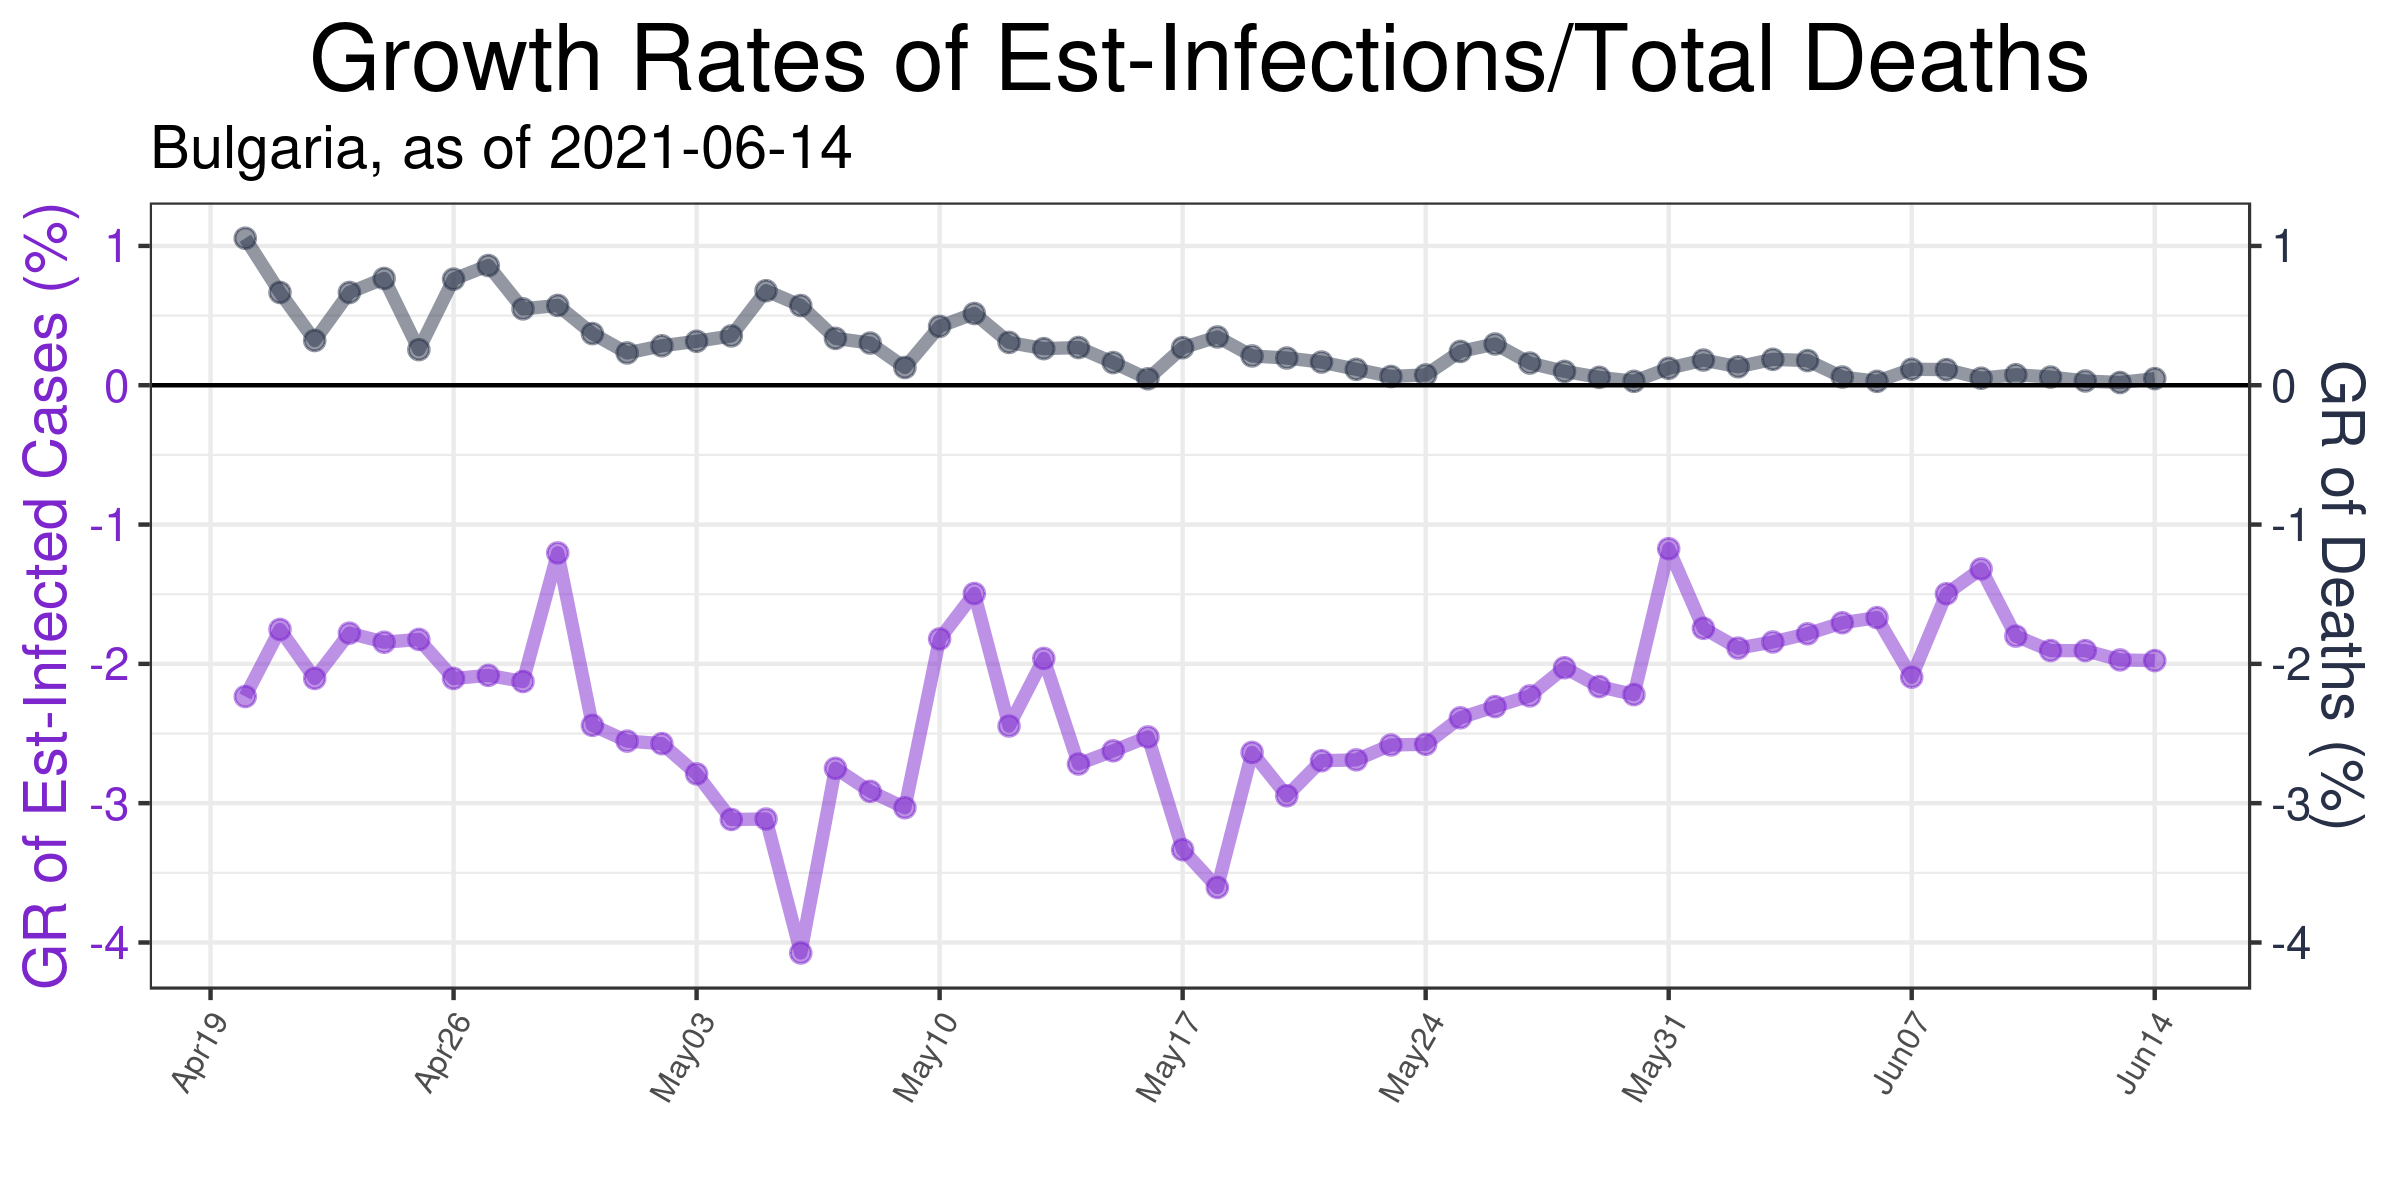 Growth Rates of Est-Infections/Total Deaths
Bulgaria, as of 2021-06-14
GR of Est-Infected Cases (%)
1
0
-1
-2
-3
-4
1
0
-1
-2
-3
-4
GR of Deaths (%)
Apr19
Apr26
May03
May10
May17
May24
May31
Jun07
Jun14